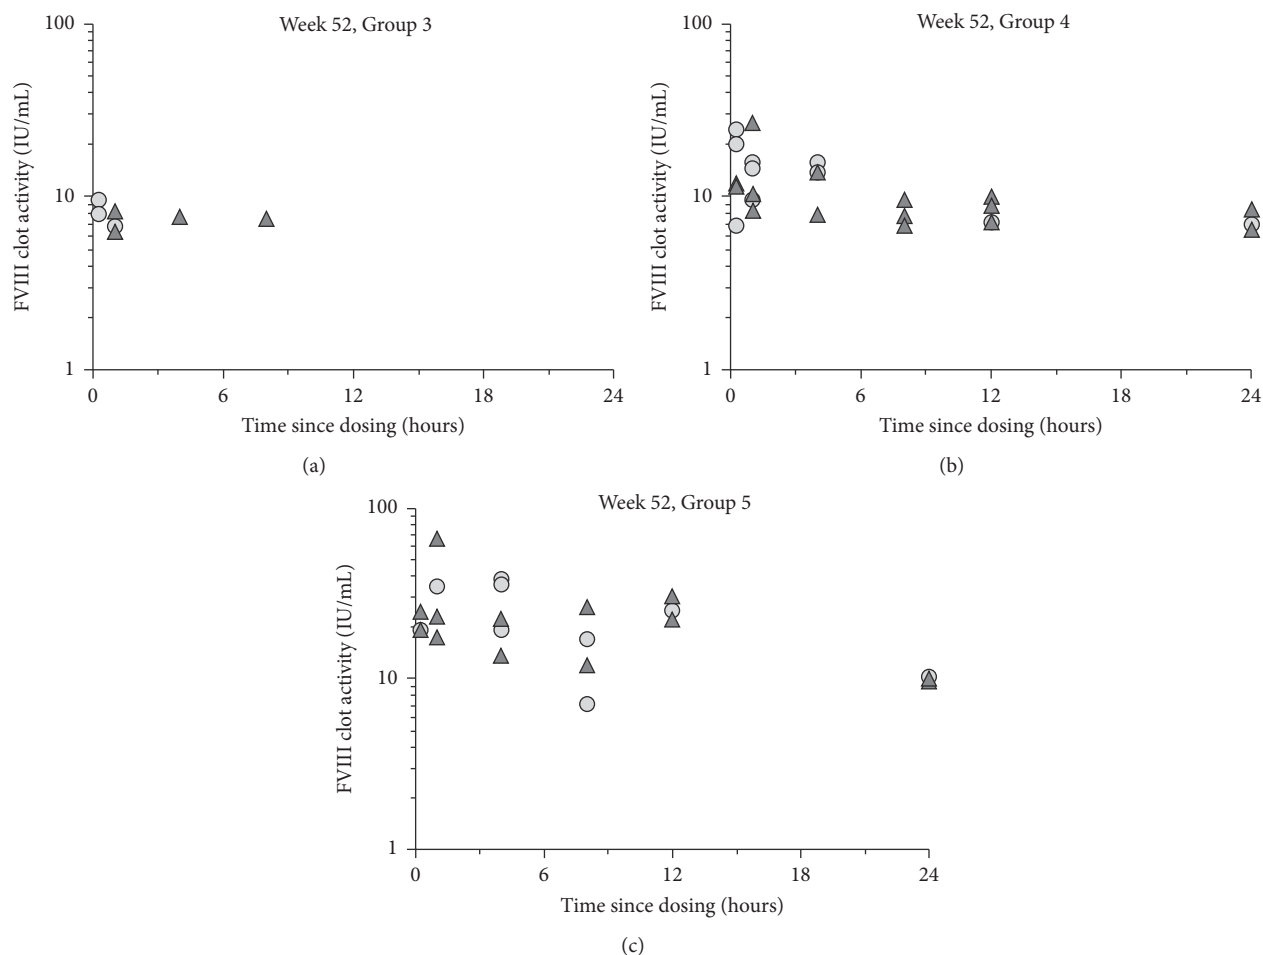 Week 52, Group 3
FVIII clot activity (IU/mL)
100
10
1
0 6 12 18 24
Time since dosing (hours)
(a)
Week 52, Group 4
FVIII clot activity (IU/mL)
100
10
1
0 6 12 18 24
Time since dosing (hours)
(b)
Week 52, Group 5
FVIII clot activity (IU/mL)
100
10
1
0 6 12 18 24
Time since dosing (hours)
(c)